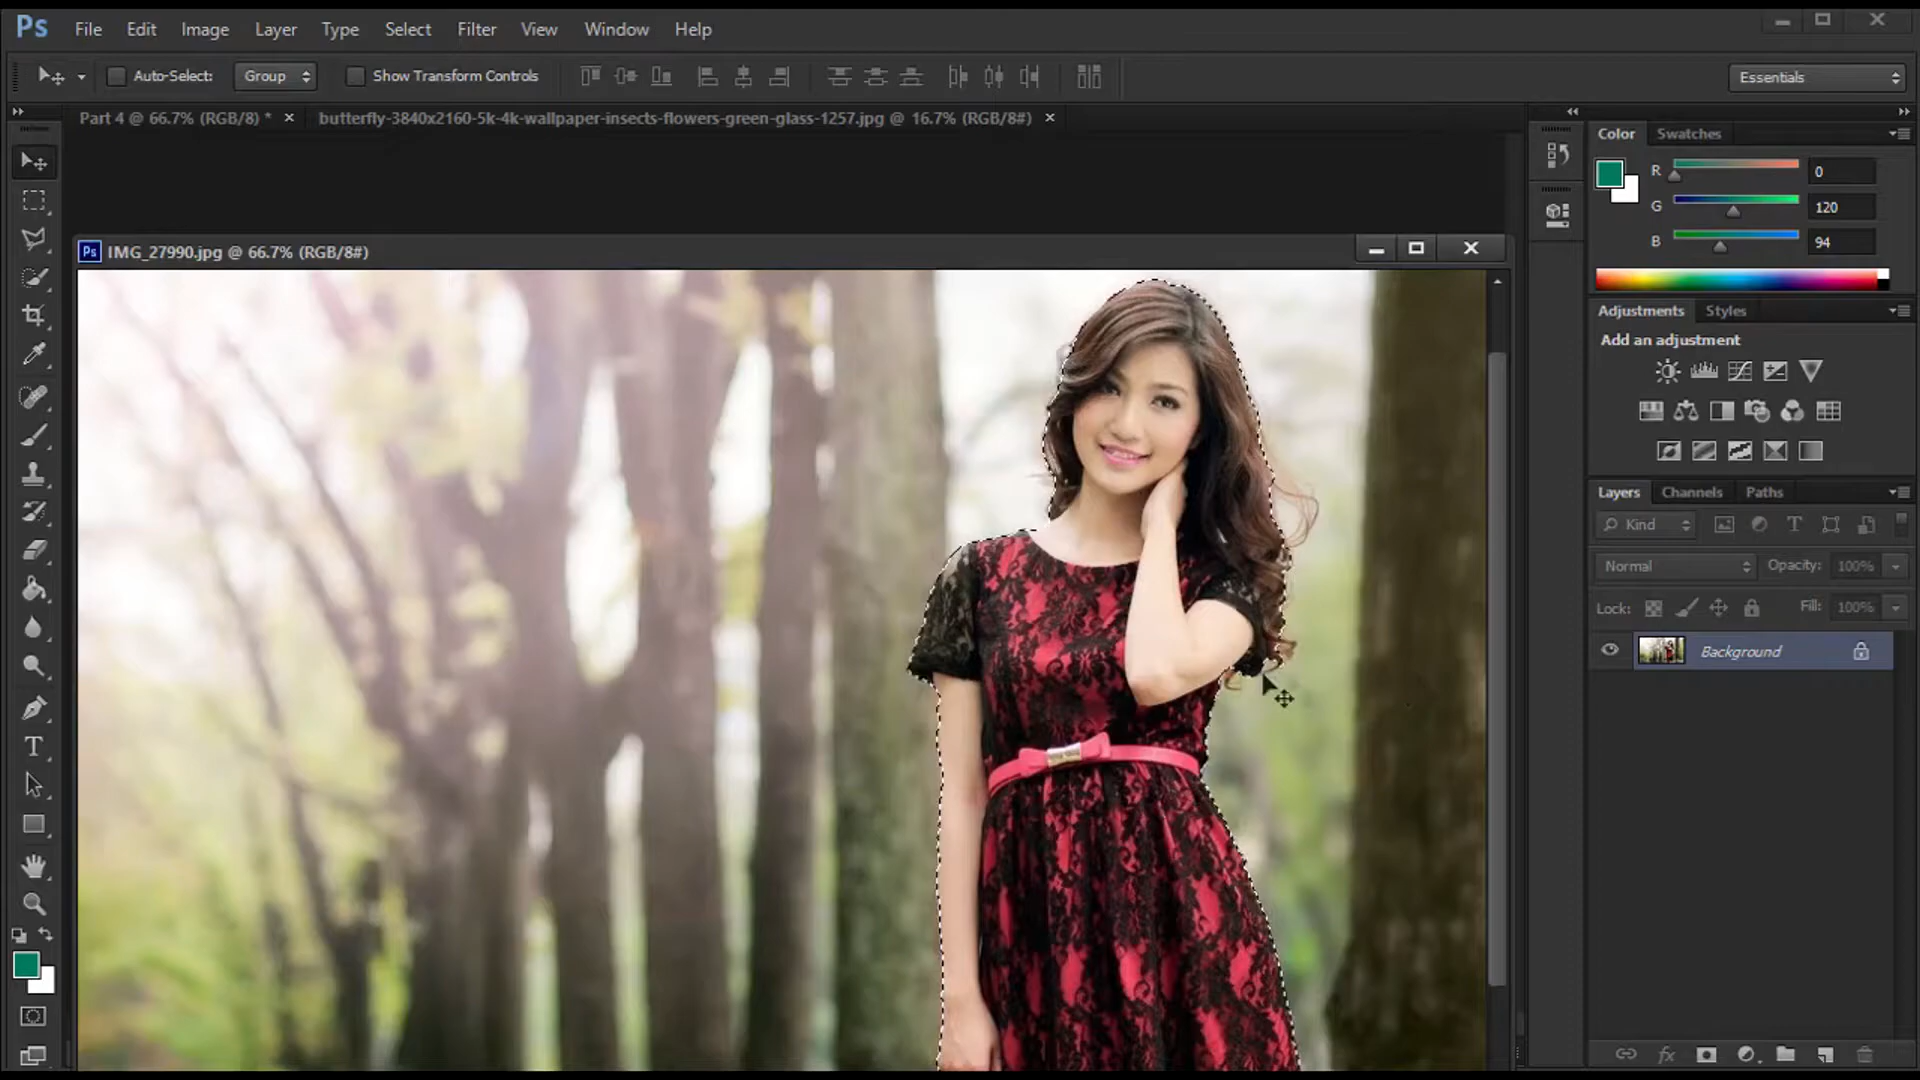 Ps File Edit Image Layer Type Select Filter View Window Help
Auto-Select: Group Show Transform Controls Essentials
Part 4 @ 66.7% (RGB/8) * butterfly-3840x2160-5k-4k-wallpaper-insects-flowers-green-glass-1257.jpg @ 16.7% (RGB/8#)
Color Swatches
R 0
G 120
B 94
Ps IMG_27990.jpg @ 66.7% (RGB/8#)
Adjustments Styles
Add an adjustment
Layers Channels Paths
Kind
Normal Opacity: 100%
Lock: Fill: 100%
Background
fx